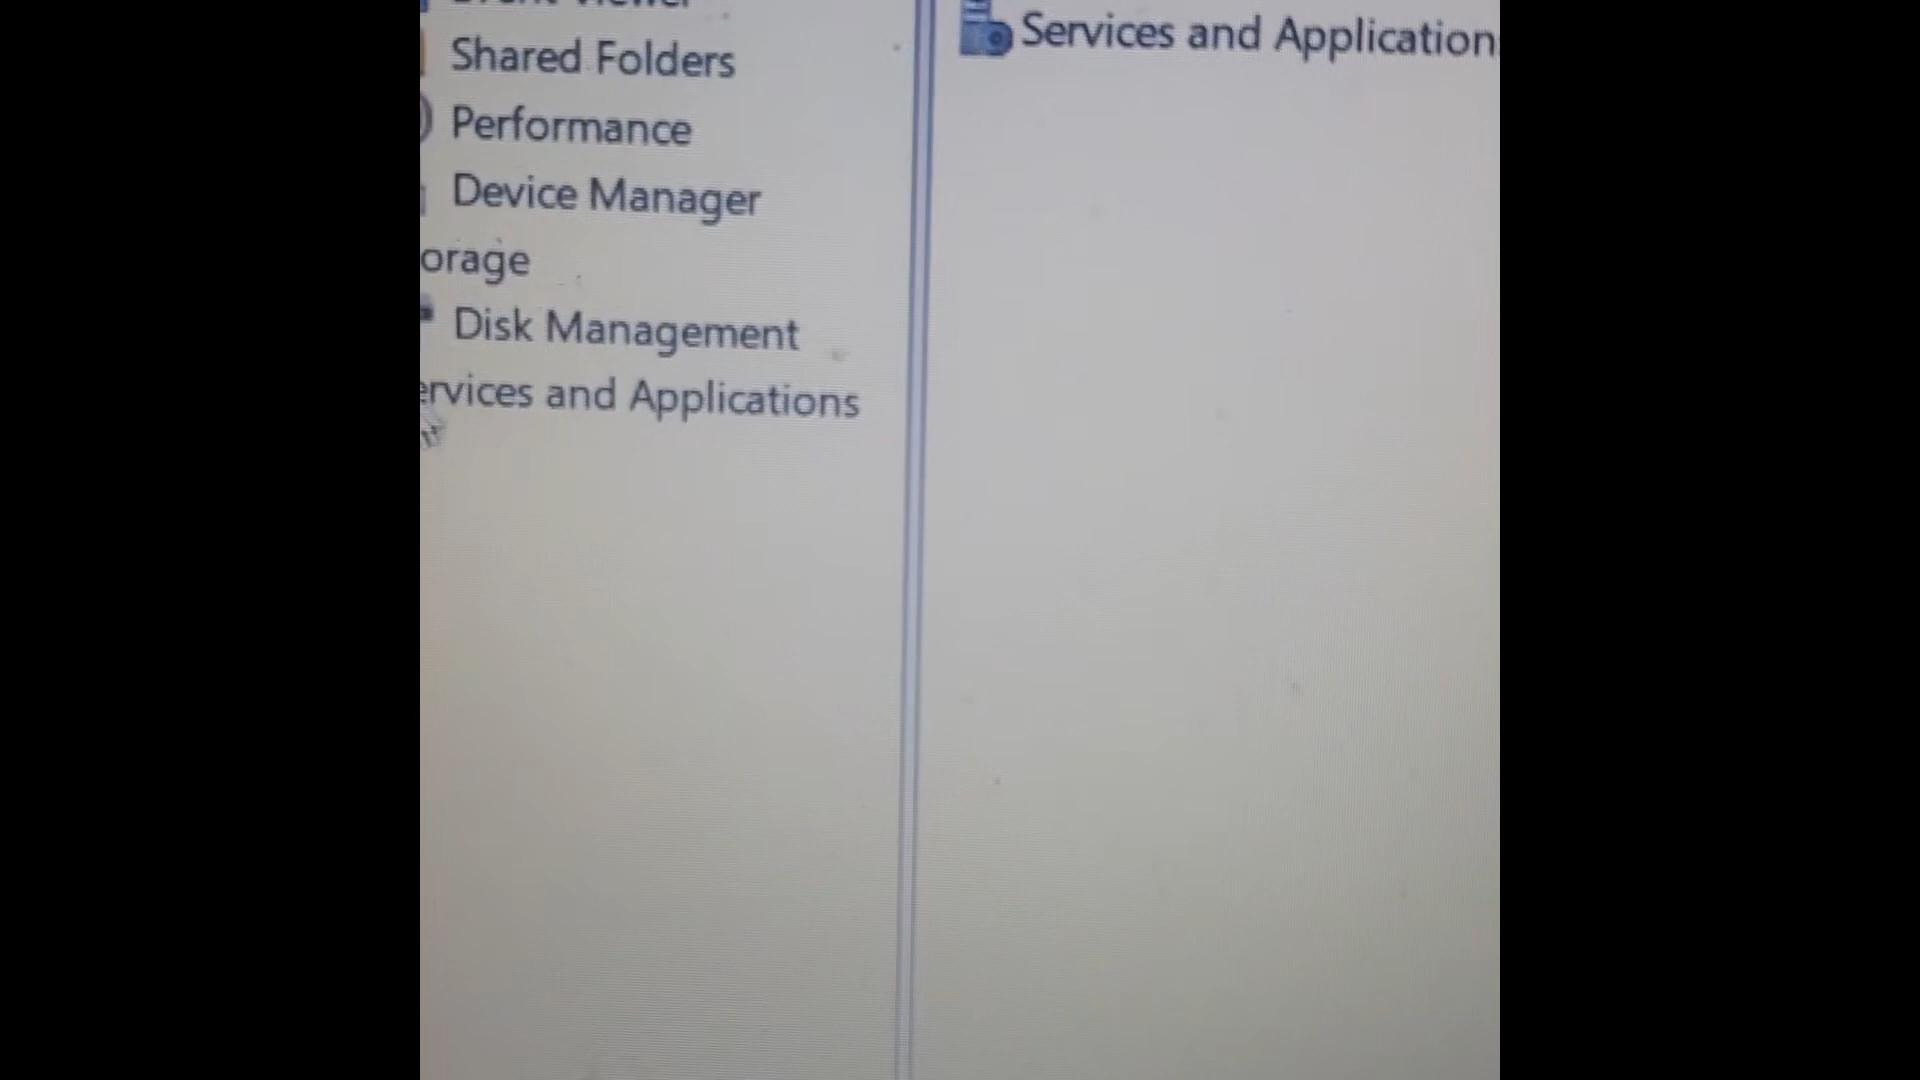 Shared Folders
Performance
Device Manager
orage
Disk Management
ervices and Applications
Services and Application